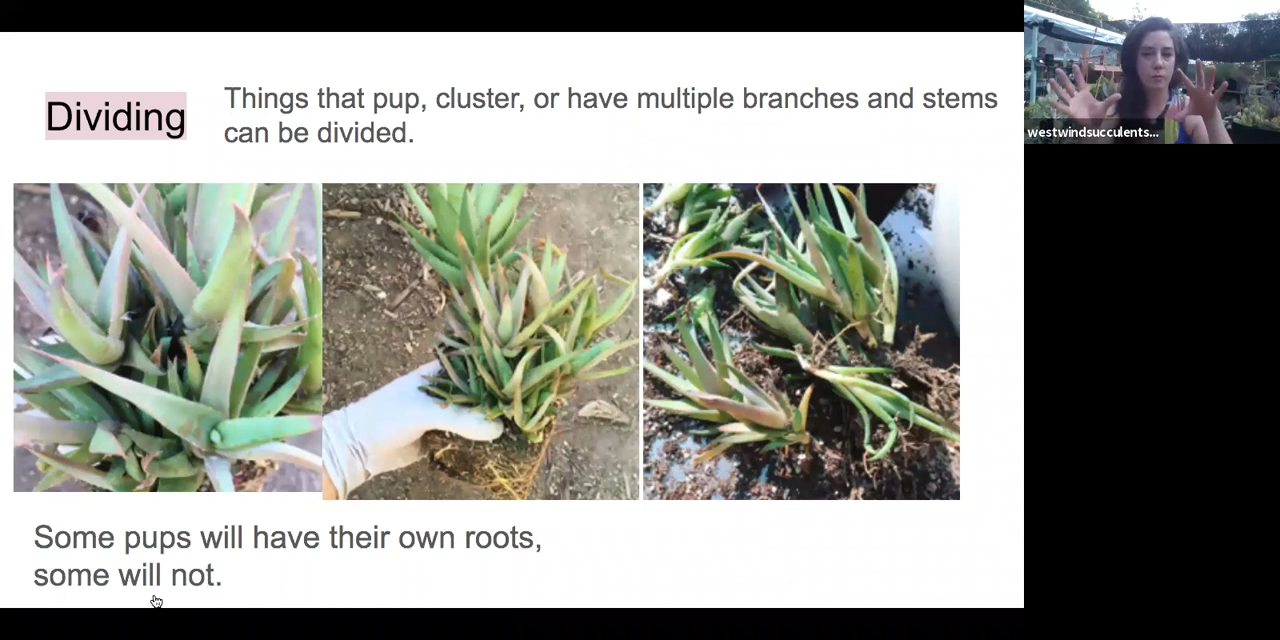 Dividing
Things that pup, cluster, or have multiple branches and stems
can be divided.
westwindsucculents...
Some pups will have their own roots,
some will not.